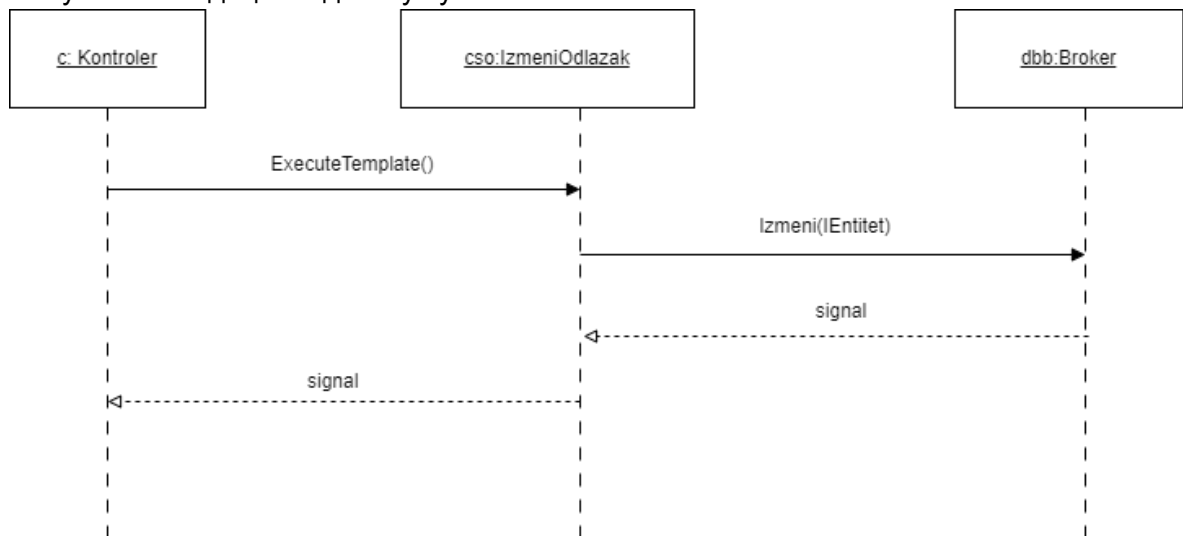 c: Kontroler
cso:IzmeniOdlazak
dbb:Broker
ExecuteTemplate()
Izmeni(IEntitet)
signal
signal